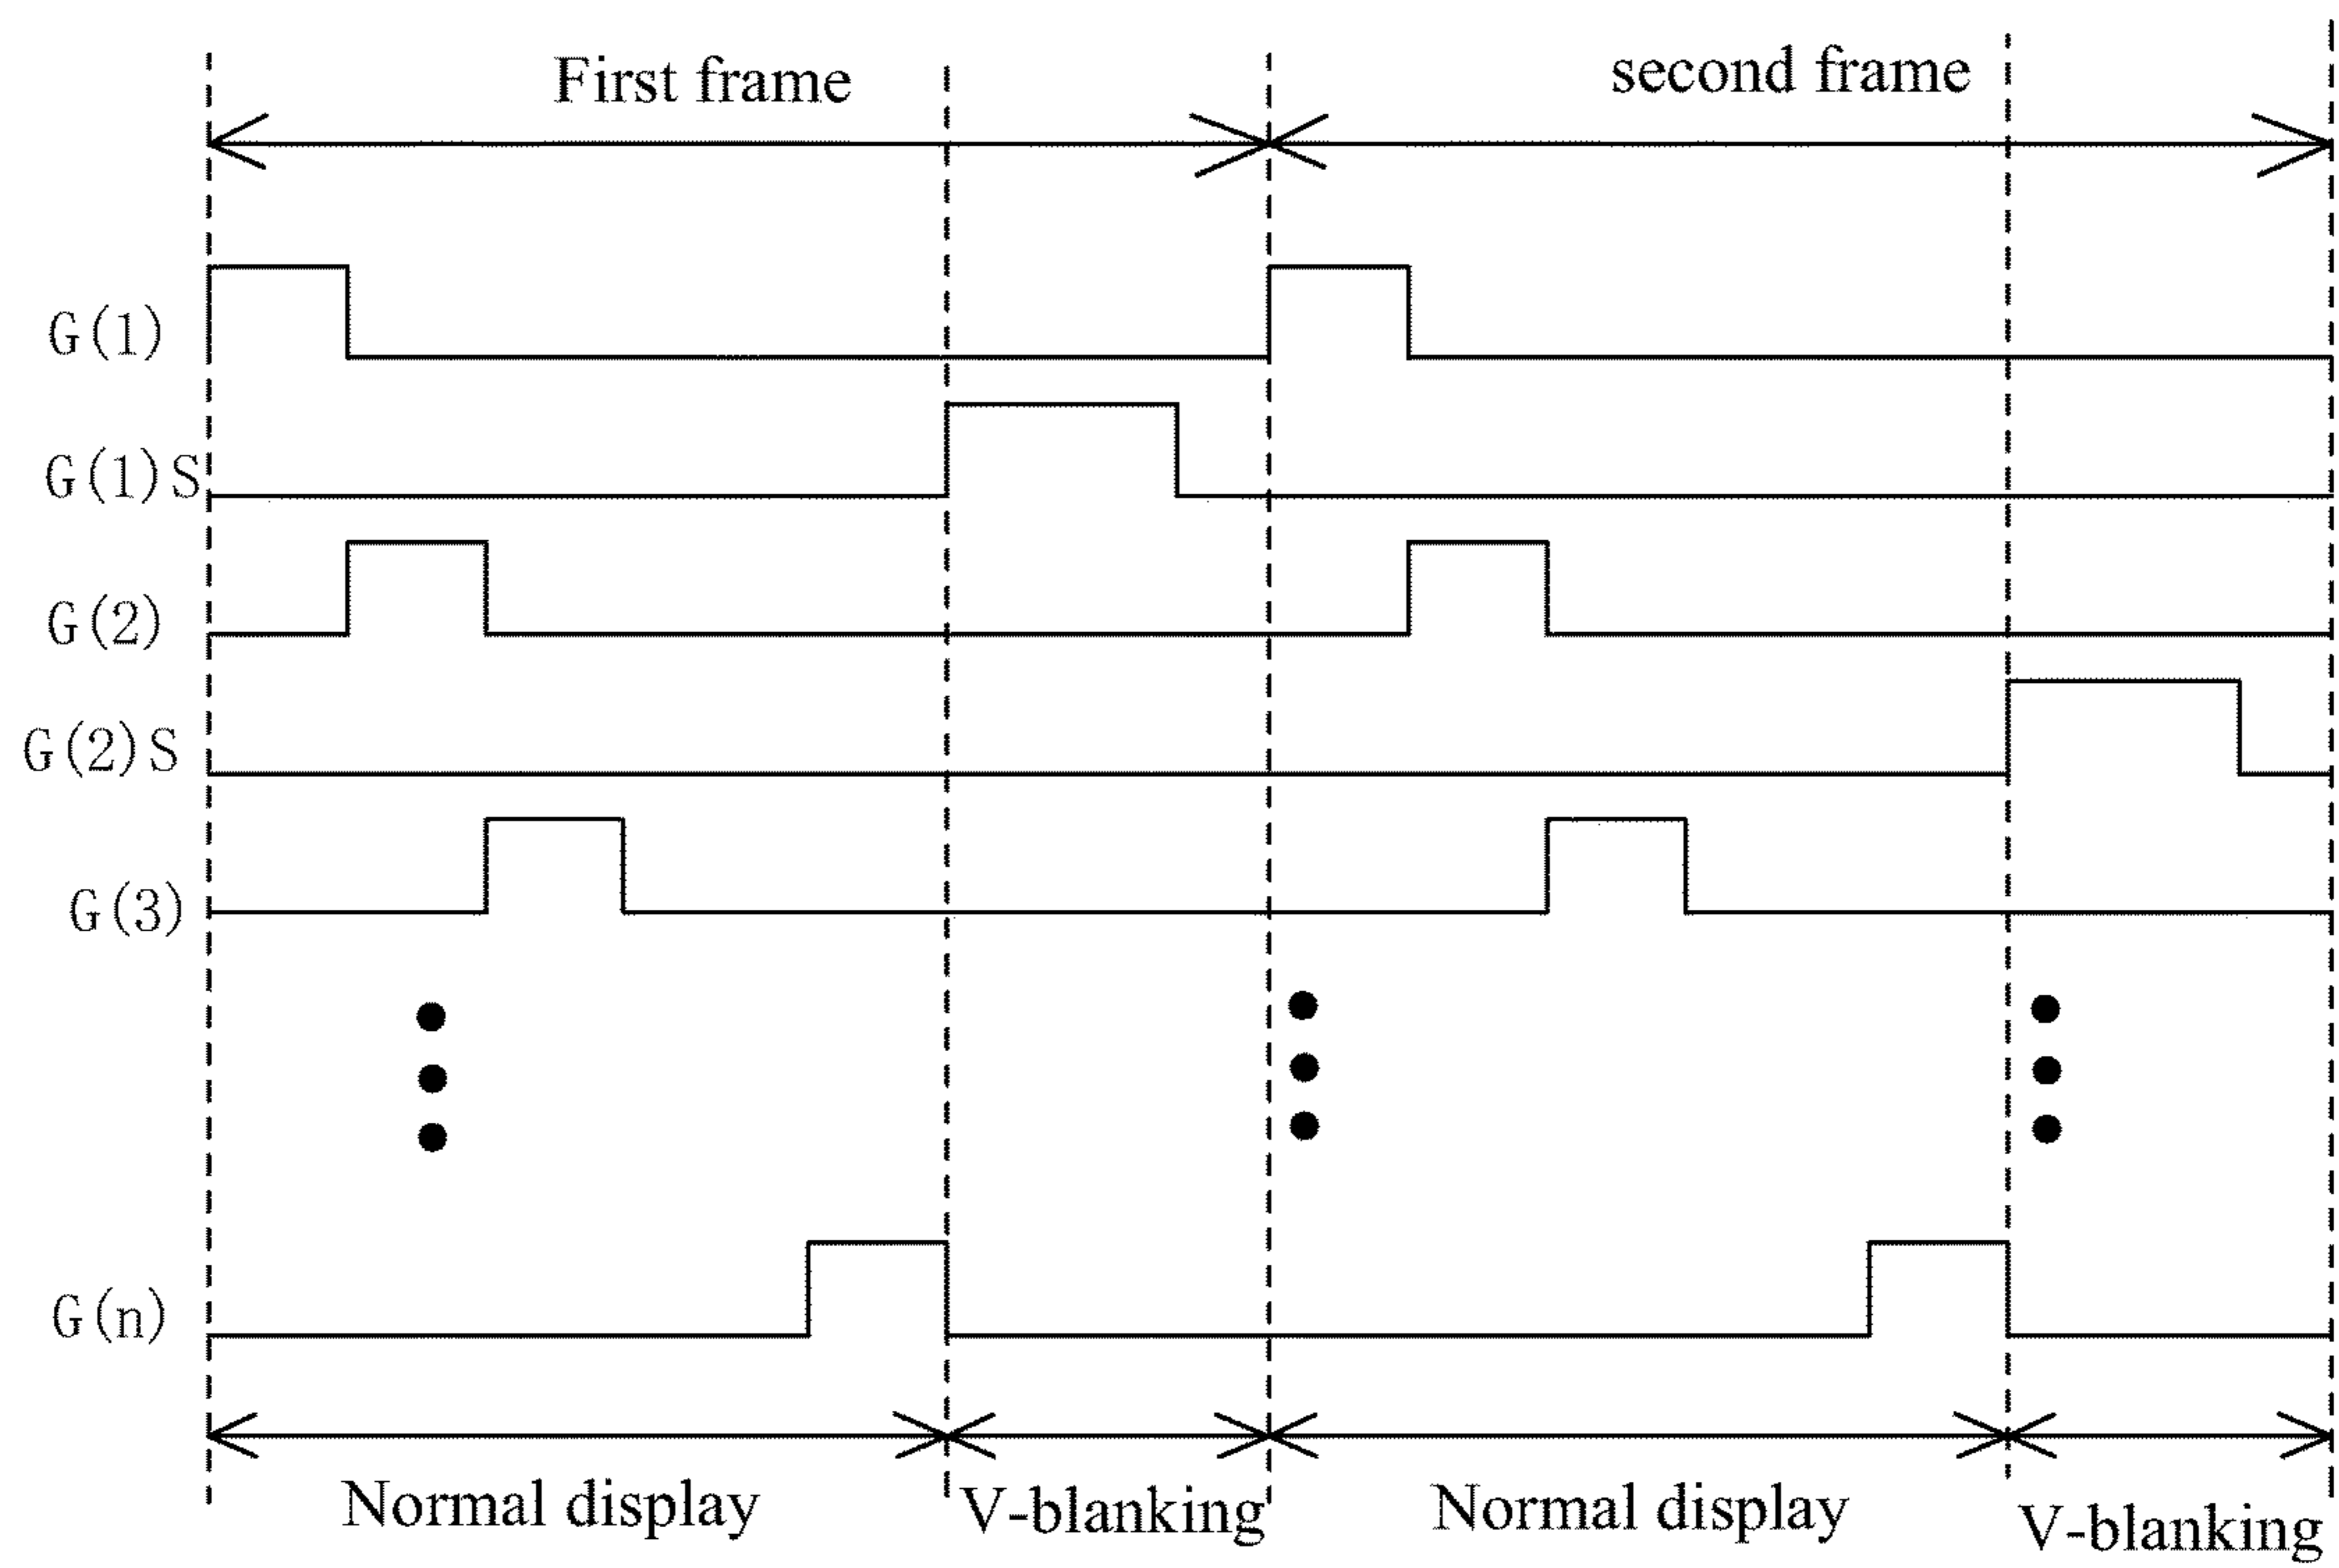 First frame
second frame
G(1)
G(1)S
G(2)
G(2)S
G(3)
G(n)
Normal display
V-blanking
Normal display
V-blanking